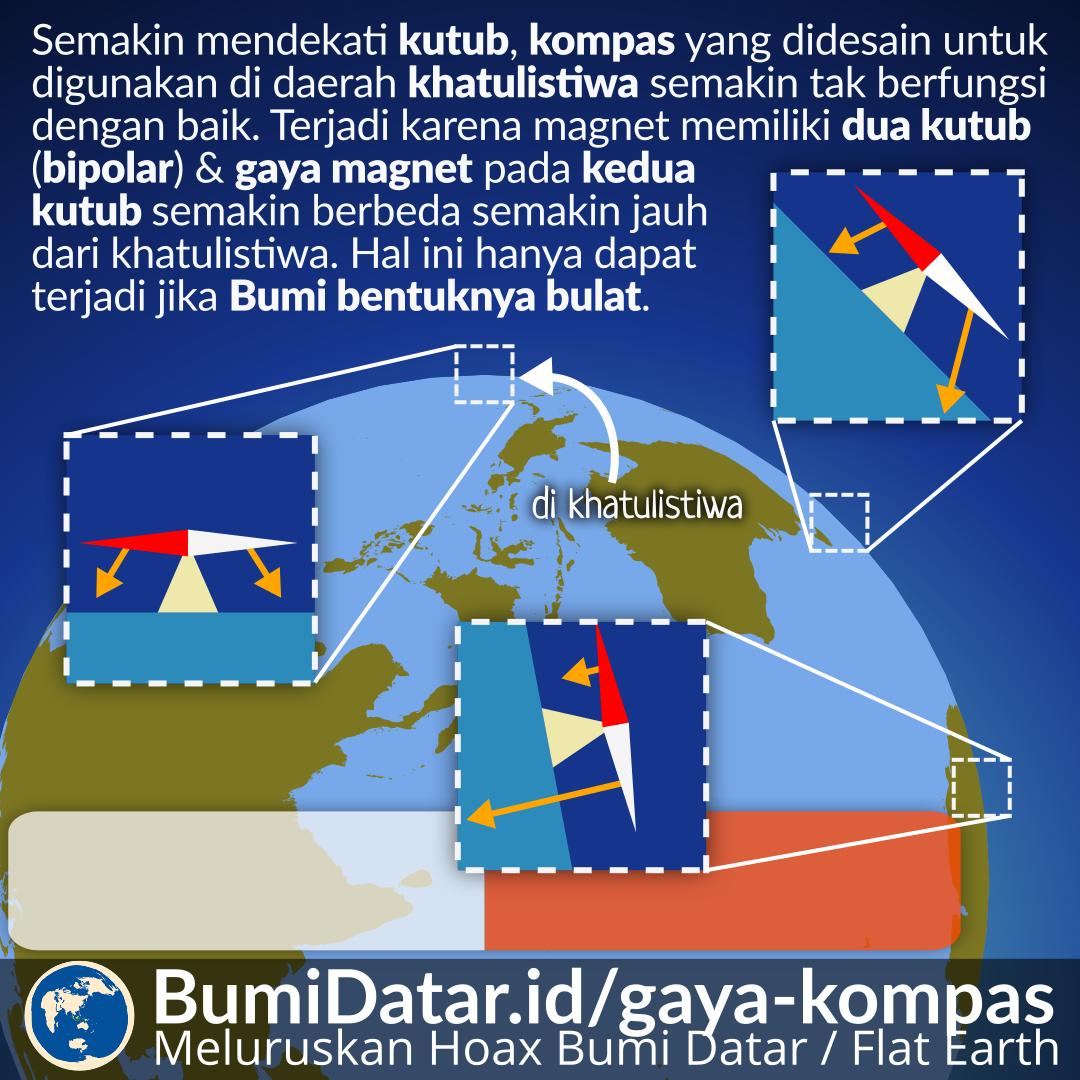 Semakin mendekati kutub, kompas yang didesain untuk
digunakan di daerah khatulistiwa semakin tak berfungsi
dengan baik. Terjadi karena magnet memiliki dua kutub
(bipolar) & gaya magnet pada kedua
kutub semakin berbeda semakin jauh
dari khatulistiwa. Hal ini hanya dapat
terjadi jika Bumi bentuknya bulat.
di khatulistiwa
BumiDatar.id/gaya-kompas
Meluruskan Hoax Bumi Datar / Flat Earth